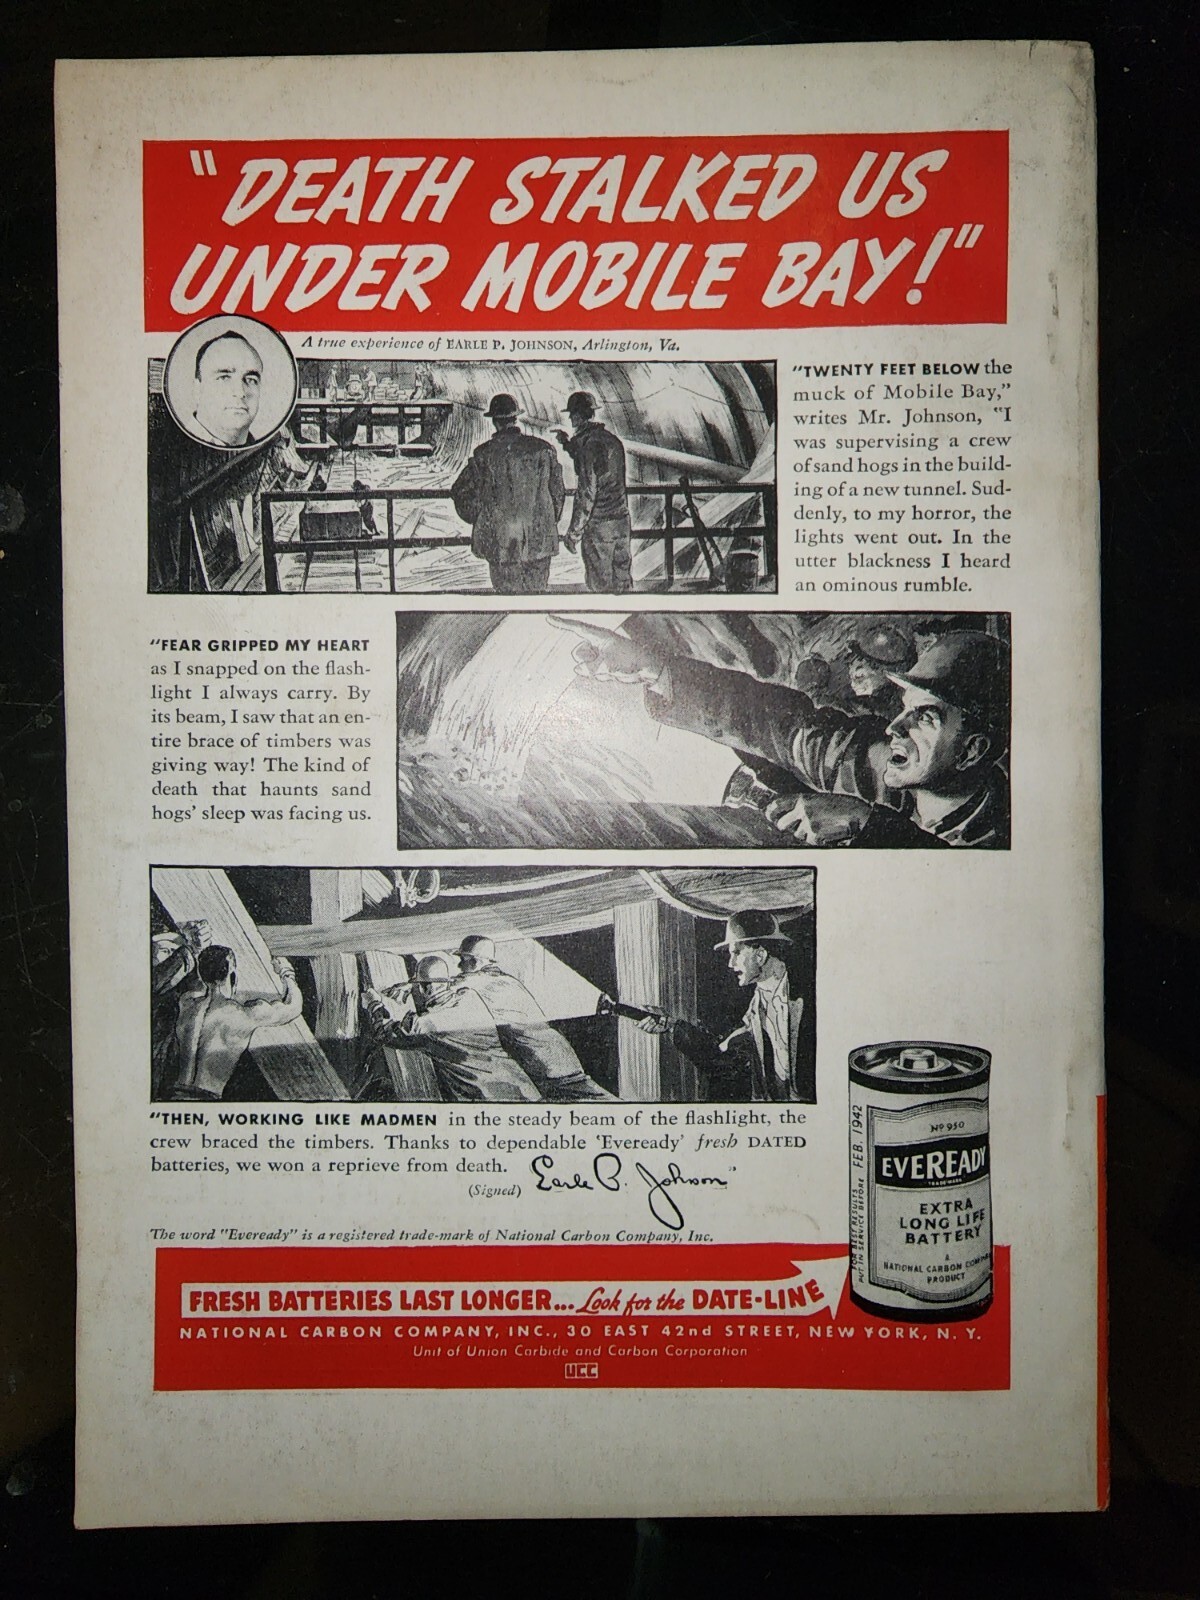 "DEATH STALKED US
UNDER MOBILE BAY!"
A true experience of EARLE P. JOHNSON, Arlington, Va.
"TWENTY FEET BELOW the
muck of Mobile Bay,"
writes Mr. Johnson, "I
was supervising a crew
of sand hogs in the build-
ing of a new tunnel. Sud-
denly, to my horror, the
lights went out. In the
utter blackness I heard
an ominous rumble.
"FEAR GRIPPED MY HEART
as I snapped on the flash-
light I always carry. By
its beam, I saw that an en-
tire brace of timbers was
giving way! The kind of
death that haunts sand
hogs' sleep was facing us.
"THEN, WORKING LIKE MADMEN in the steady beam of the flashlight, the
crew braced the timbers. Thanks to dependable 'Eveready' fresh DATED
batteries, we won a reprieve from death.
(Signed) Earle P. Johnson"
The word "Eveready" is a registered trade-mark of National Carbon Company, Inc.
FOR BEST RESULTS
PUT IN SERVICE BEFORE FEB. 1942
Nº 950
EVEREADY
TRADE-MARK
EXTRA
LONG LIFE
BATTERY
A
NATIONAL CARBON COMPANY
PRODUCT
FRESH BATTERIES LAST LONGER... Look for the DATE-LINE
NATIONAL CARBON COMPANY, INC., 30 EAST 42nd STREET, NEW YORK, N. Y.
Unit of Union Carbide and Carbon Corporation
UCC